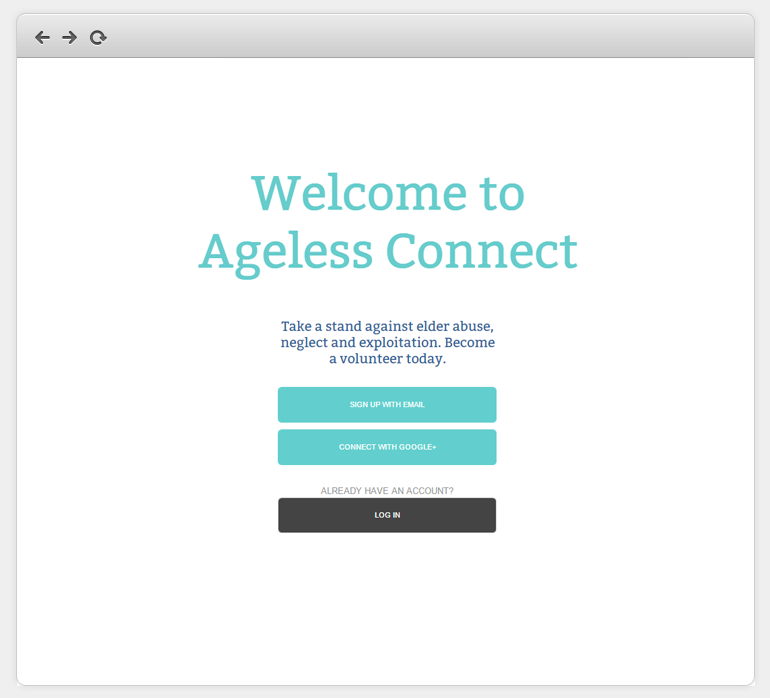 Welcome to
Ageless Connect
Take a stand against elder abuse,
neglect and exploitation. Become
a volunteer today.
SIGN UP WITH EMAIL
CONNECT WITH GOOGLE+
ALREADY HAVE AN ACCOUNT?
LOG IN